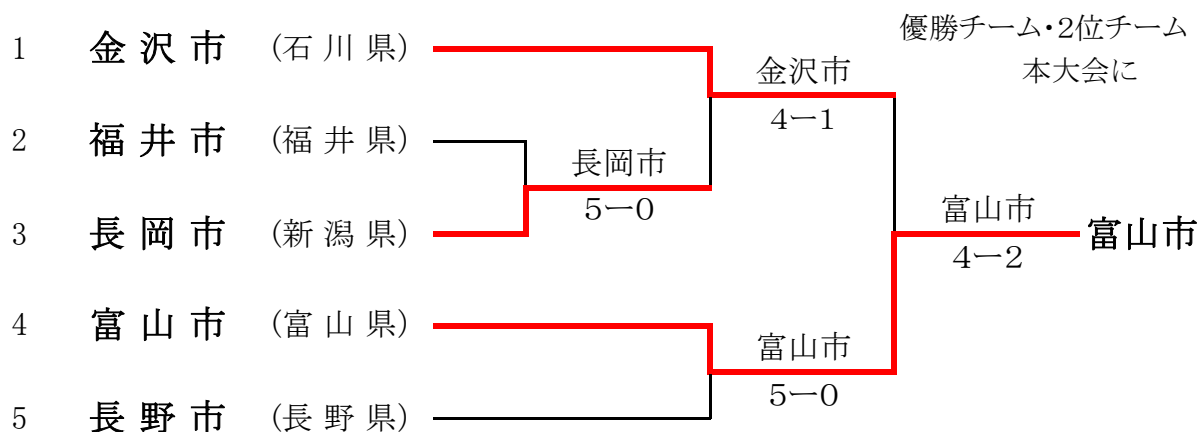 優勝チーム・2位チーム
本大会に
1 金沢市 (石川県)
金沢市
4ー1
2 福井市 (福井県)
長岡市
5ー0
3 長岡市 (新潟県)
富山市
4ー2
富山市
4 富山市 (富山県)
富山市
5ー0
5 長野市 (長野県)